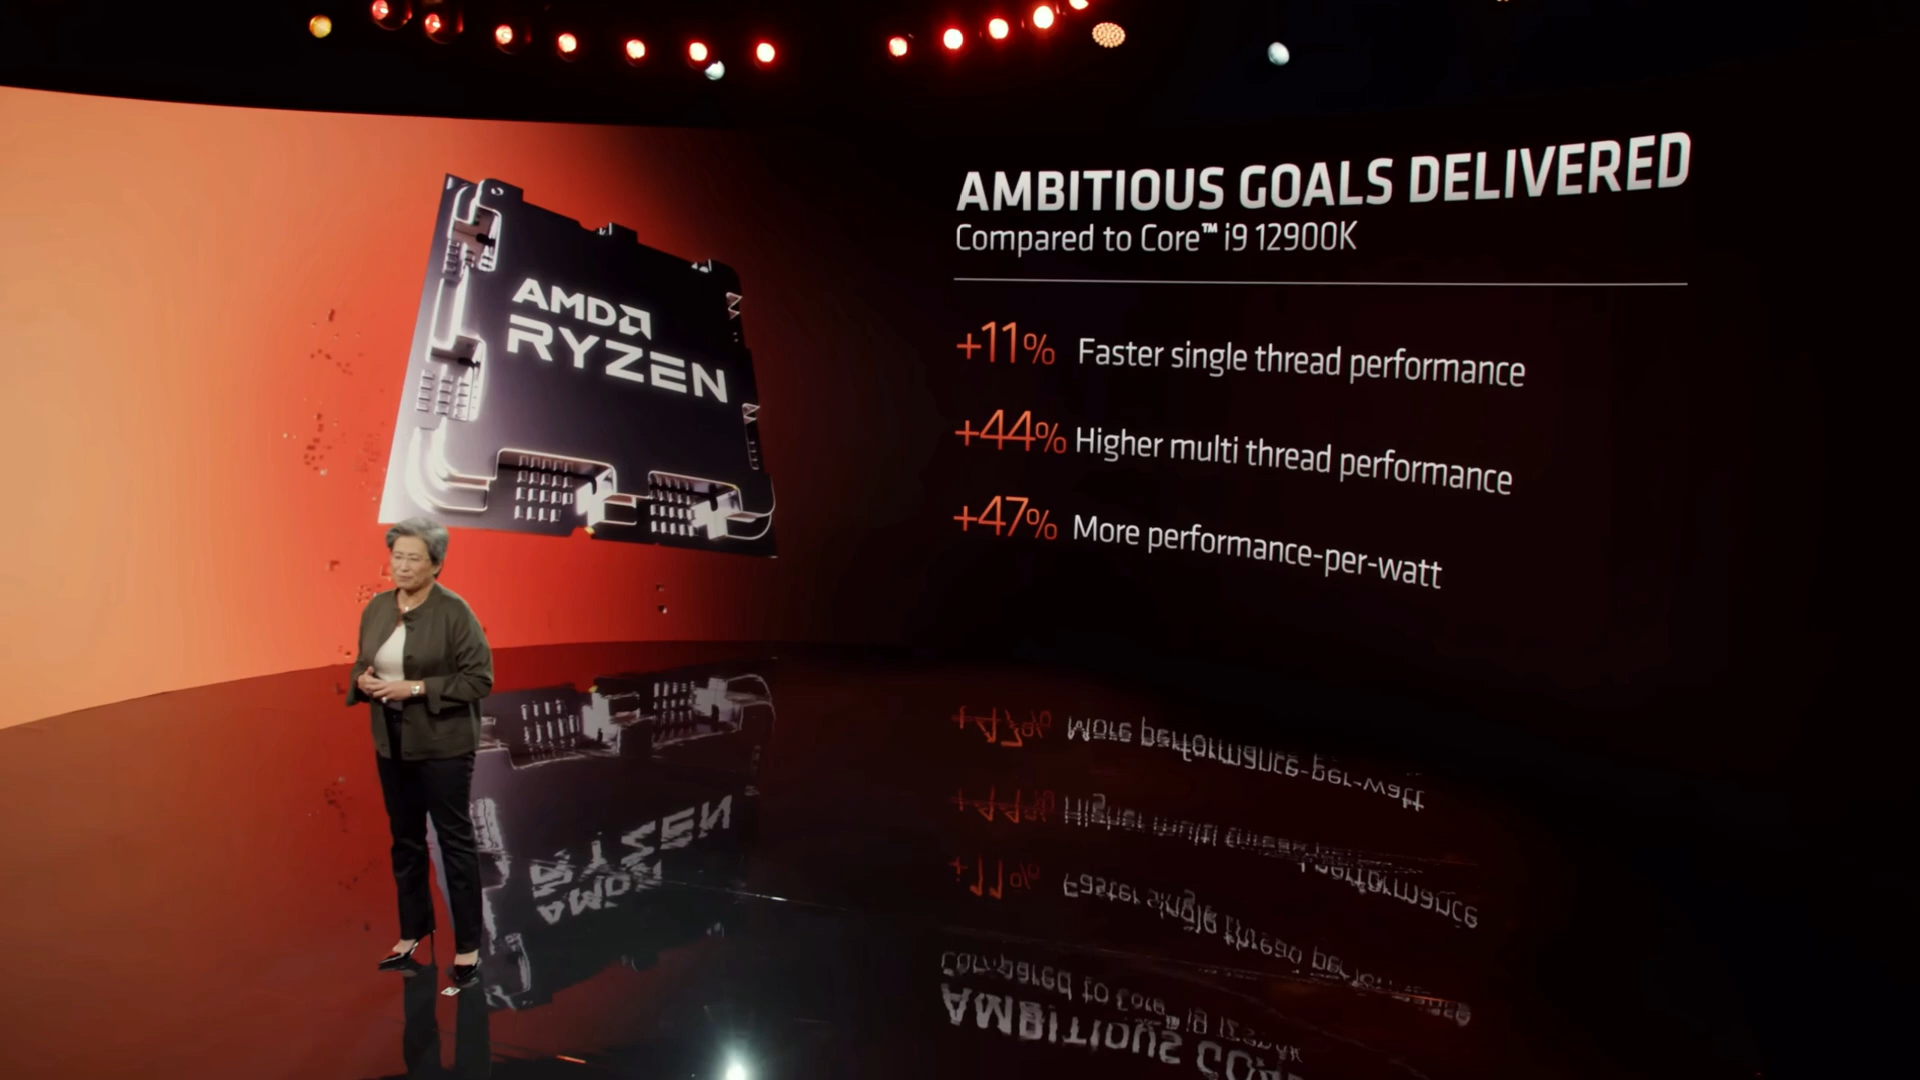 AMD
RYZEN
AMBITIOUS GOALS DELIVERED
Compared to Core™ i9 12900K
+11% Faster single thread performance
+44% Higher multi thread performance
+47% More performance-per-watt